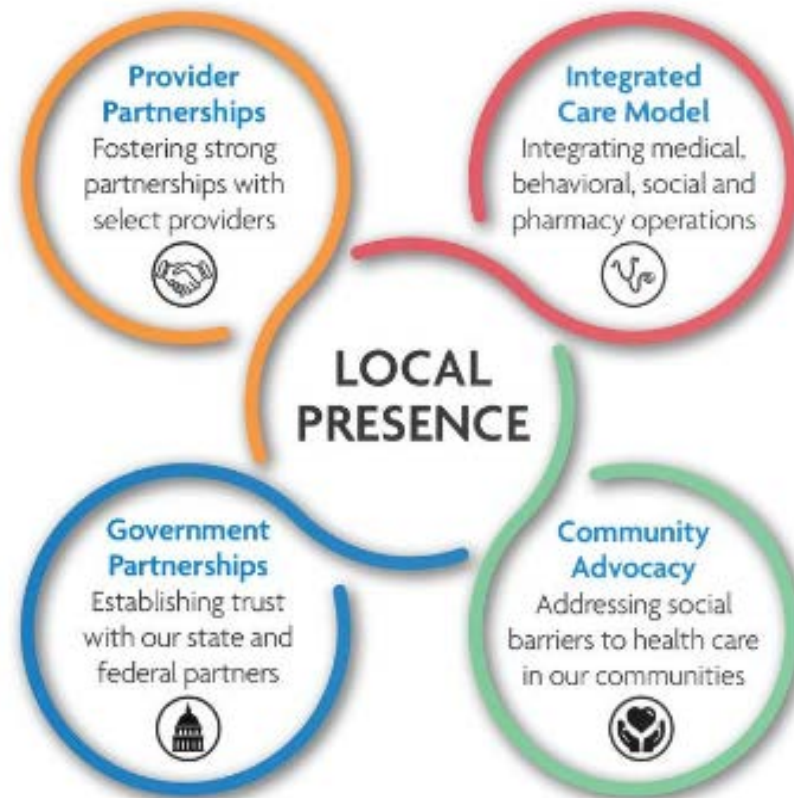 Provider
Partnerships
Fostering strong
partnerships with
select providers
Integrated
Care Model
Integrating medical,
behavioral, social and
pharmacy operations
LOCAL
PRESENCE
Government
Partnerships
Establishing trust
with our state and
federal partners
Community
Advocacy
Addressing social
barriers to health care
in our communities